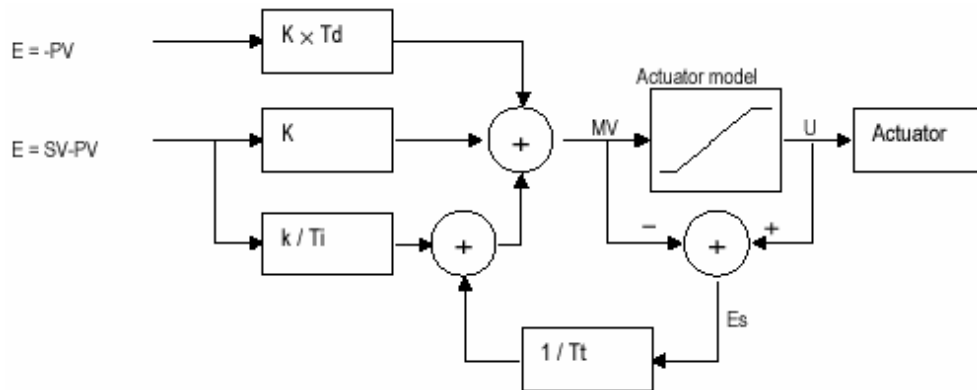 E = -PV
K × Td
Actuator model
E = SV-PV
K
+
MV
U
Actuator
k / Ti
+
−
+
+
Es
1 / Tt